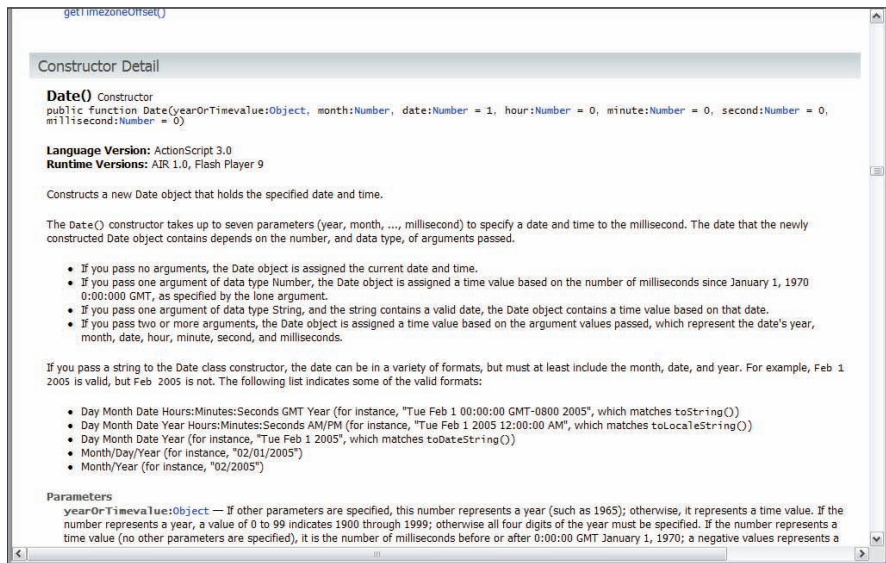 getTimezoneOffset()
Constructor Detail
Date() Constructor
public function Date(yearOrTimevalue:Object, month:Number, date:Number = 1, hour:Number = 0, minute:Number = 0, second:Number = 0,
millisecond:Number = 0)
Language Version: ActionScript 3.0
Runtime Versions: AIR 1.0, Flash Player 9
Constructs a new Date object that holds the specified date and time.
The Date() constructor takes up to seven parameters (year, month, ..., millisecond) to specify a date and time to the millisecond. The date that the newly
constructed Date object contains depends on the number, and data type, of arguments passed.
• If you pass no arguments, the Date object is assigned the current date and time.
• If you pass one argument of data type Number, the Date object is assigned a time value based on the number of milliseconds since January 1, 1970
0:00:000 GMT, as specified by the lone argument.
• If you pass one argument of data type String, and the string contains a valid date, the Date object contains a time value based on that date.
• If you pass two or more arguments, the Date object is assigned a time value based on the argument values passed, which represent the date's year,
month, date, hour, minute, second, and milliseconds.
If you pass a string to the Date class constructor, the date can be in a variety of formats, but must at least include the month, date, and year. For example, Feb 1
2005 is valid, but Feb 2005 is not. The following list indicates some of the valid formats:
• Day Month Date Hours:Minutes:Seconds GMT Year (for instance, "Tue Feb 1 00:00:00 GMT-0800 2005", which matches toString())
• Day Month Date Year Hours:Minutes:Seconds AM/PM (for instance, "Tue Feb 1 2005 12:00:00 AM", which matches toLocaleString())
• Day Month Date Year (for instance, "Tue Feb 1 2005", which matches toDateString())
• Month/Day/Year (for instance, "02/01/2005")
• Month/Year (for instance, "02/2005")
Parameters
yearOrTimevalue:Object — If other parameters are specified, this number represents a year (such as 1965); otherwise, it represents a time value. If the
number represents a year, a value of 0 to 99 indicates 1900 through 1999; otherwise all four digits of the year must be specified. If the number represents a
time value (no other parameters are specified), it is the number of milliseconds before or after 0:00:00 GMT January 1, 1970; a negative values represents a